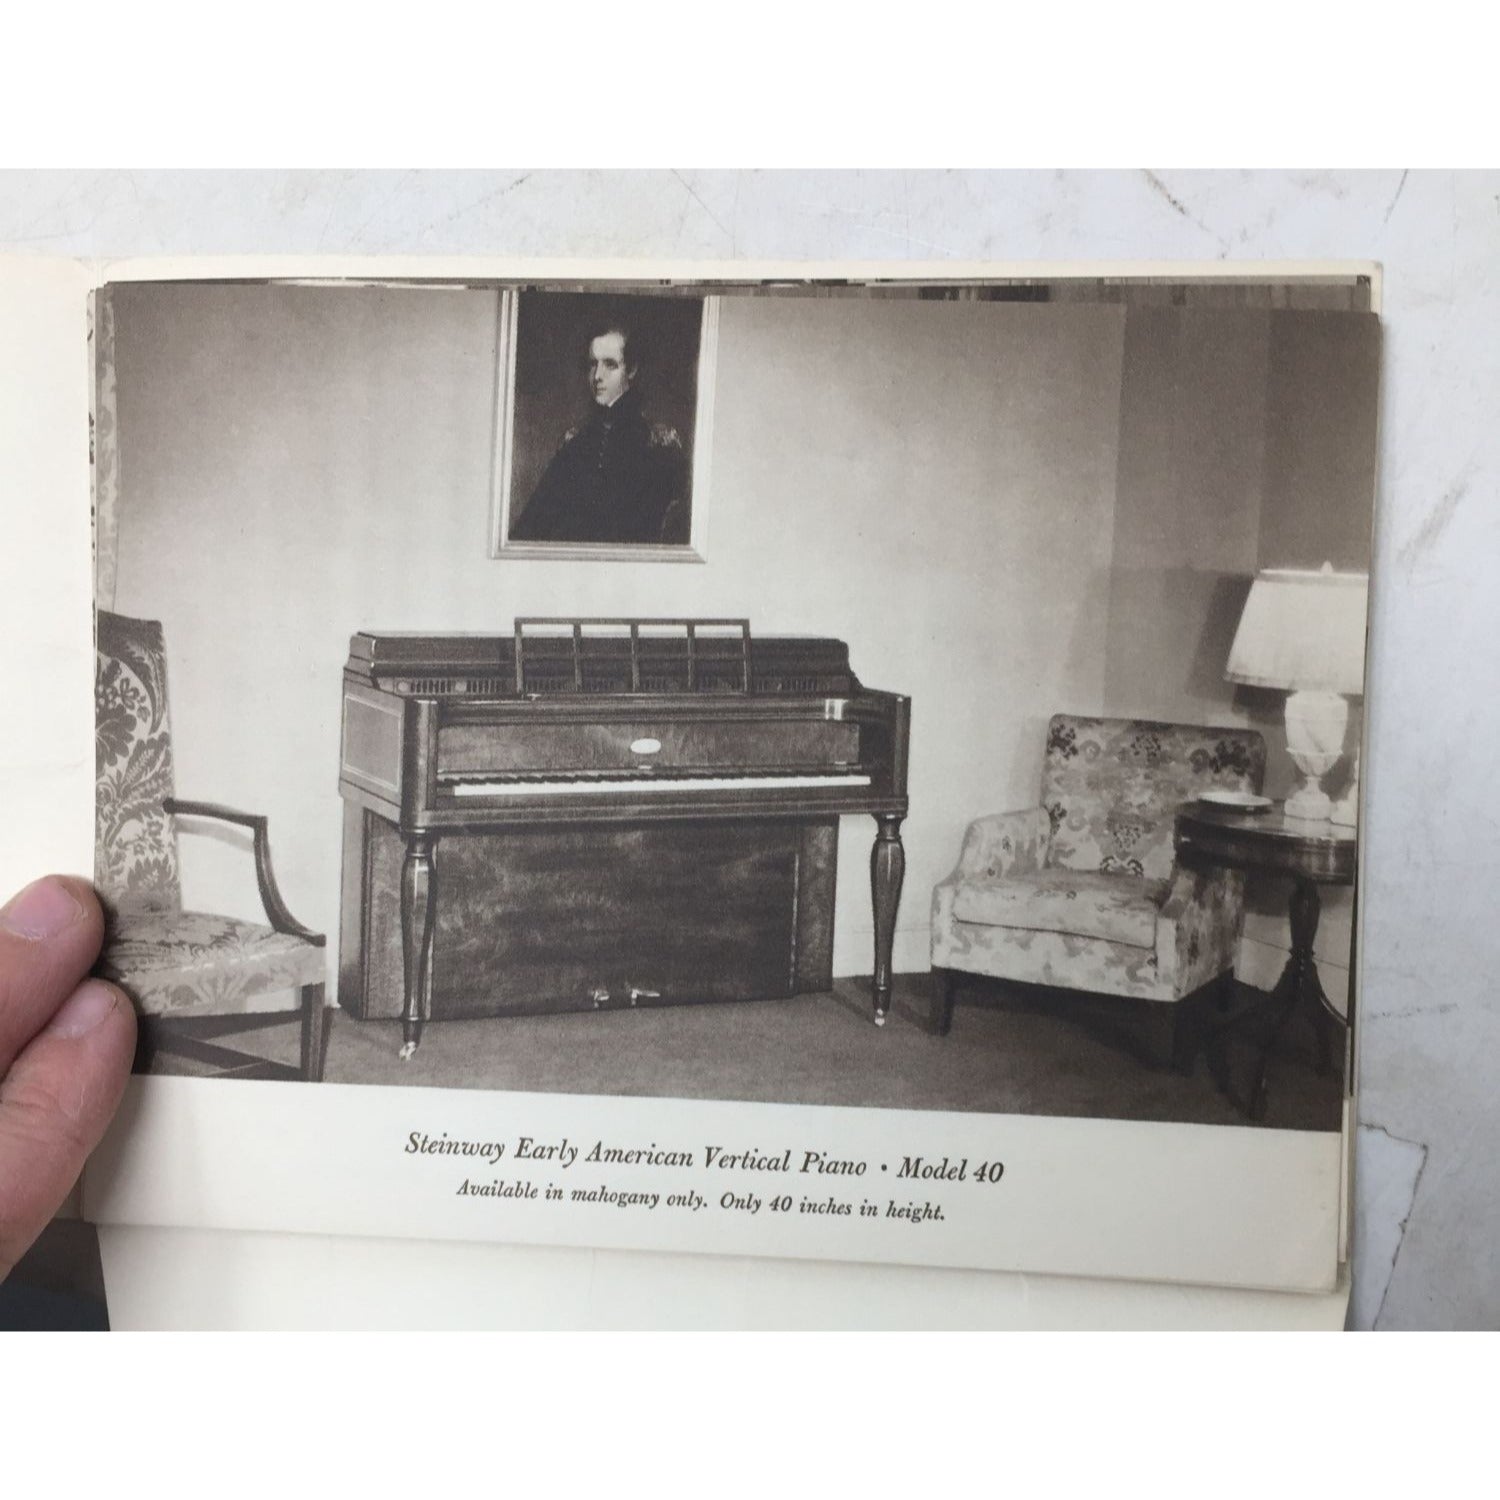 Steinway Early American Vertical Piano • Model 40
Available in mahogany only. Only 40 inches in height.